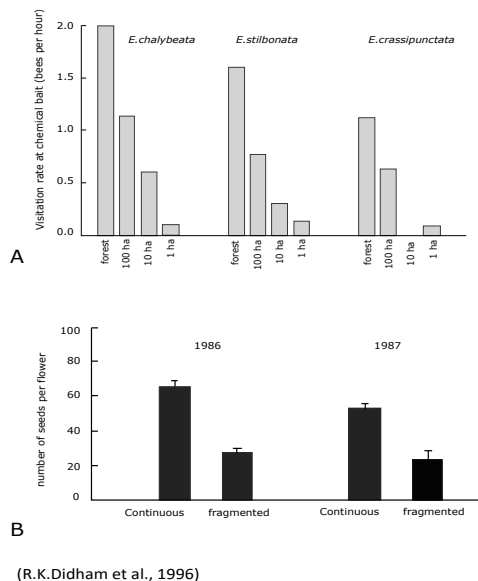 E.chalybeata E.stilbonata E.crassipunctata
Visitation rate at chemical bait (bees per hour)
2.0
1.5
1.0
0.5
0.0
forest 100 ha 10 ha 1 ha forest 100 ha 10 ha 1 ha forest 100 ha 10 ha 1 ha
A
number of seeds per flower
100
80
60
40
20
0
1986 1987
Continuous fragmented Continuous fragmented
B
(R.K.Didham et al., 1996)